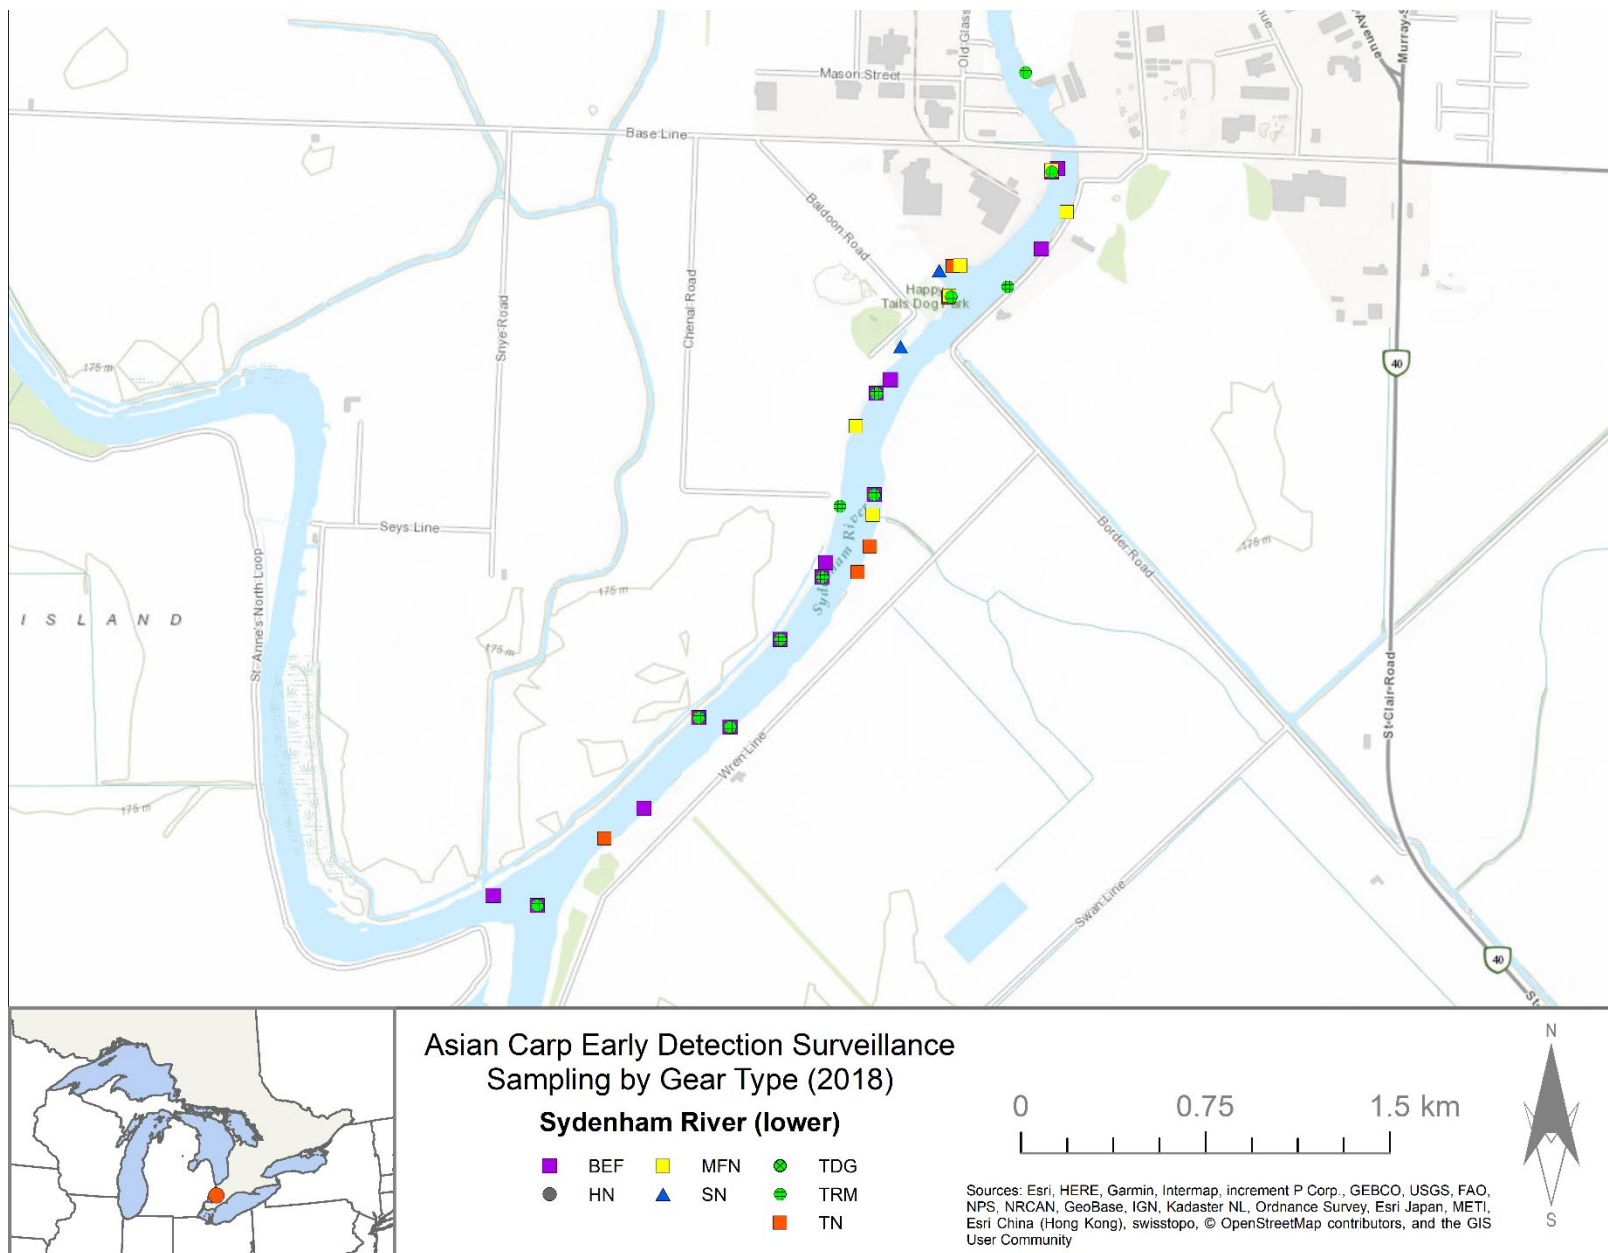 Mason Street
Old Glass
Avenue
Murray S
Base Line
Baldoon Road
Happy
Tails Dog Park
Snye Road
Chenal Road
175 m
40
Seys Line
Sydenham River
Border Road
175 m
St. Anne's North Loop
175 m
ISLAND
175 m
St Clair Road
Wren Line
175 m
Swan Line
40
St
Asian Carp Early Detection Surveillance
Sampling by Gear Type (2018)
Sydenham River (lower)
BEF MFN TDG
HN SN TRM
TN
0 0.75 1.5 km
N
S
Sources: Esri, HERE, Garmin, Intermap, increment P Corp., GEBCO, USGS, FAO,
NPS, NRCAN, GeoBase, IGN, Kadaster NL, Ordnance Survey, Esri Japan, METI,
Esri China (Hong Kong), swisstopo, © OpenStreetMap contributors, and the GIS
User Community